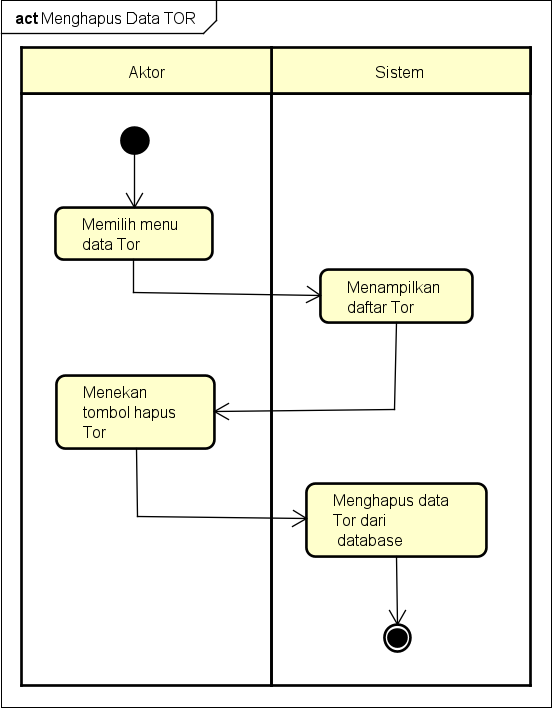 act Menghapus Data TOR
Aktor
Sistem
Memilih menu
data Tor
Menampilkan
daftar Tor
Menekan
tombol hapus
Tor
Menghapus data
Tor dari
database